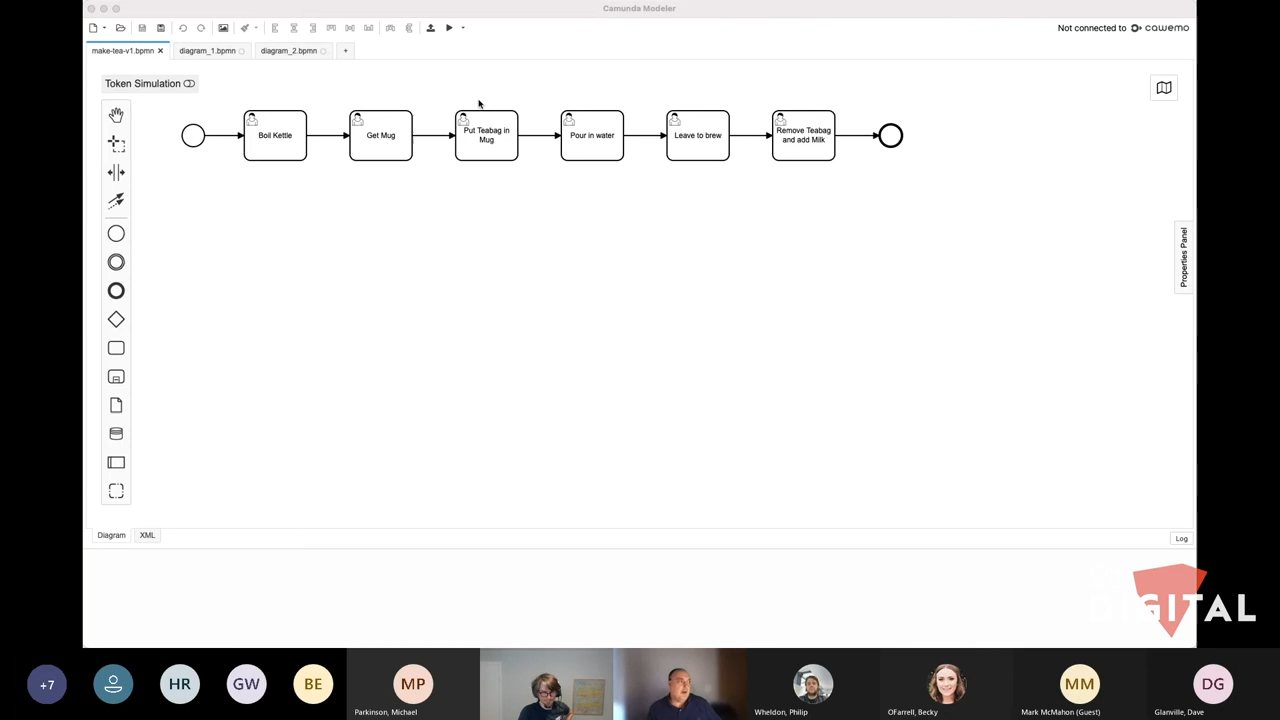 Camunda Modeler
Not connected to cawemo
make-tea-v1.bpmn
diagram_1.bpmn
diagram_2.bpmn
+
Token Simulation
Boil Kettle
Get Mug
Put Teabag in
Mug
Pour in water
Leave to brew
Remove Teabag
and add Milk
Properties Panel
Diagram
XML
Log
DIGITAL
+7
HR
GW
BE
MP
MM
DG
Parkinson, Michael
Wheldon, Philip
OFarrell, Becky
Mark McMahon (Guest)
Glanville, Dave